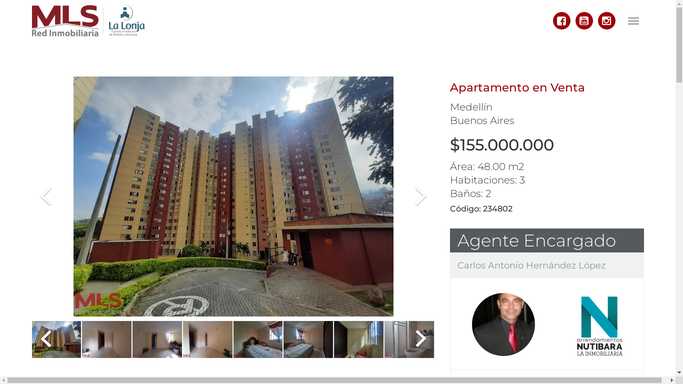 MLS
Red Inmobiliaria
La Lonja
Apartamento en Venta
Medellín
Buenos Aires
$155.000.000
Área: 48.00 m2
Habitaciones: 3
Baños: 2
Código: 234802
MLS
Agente Encargado
Carlos Antonio Hernández López
N
arrendamientos
NUTIBARA
LA INMOBILIARIA